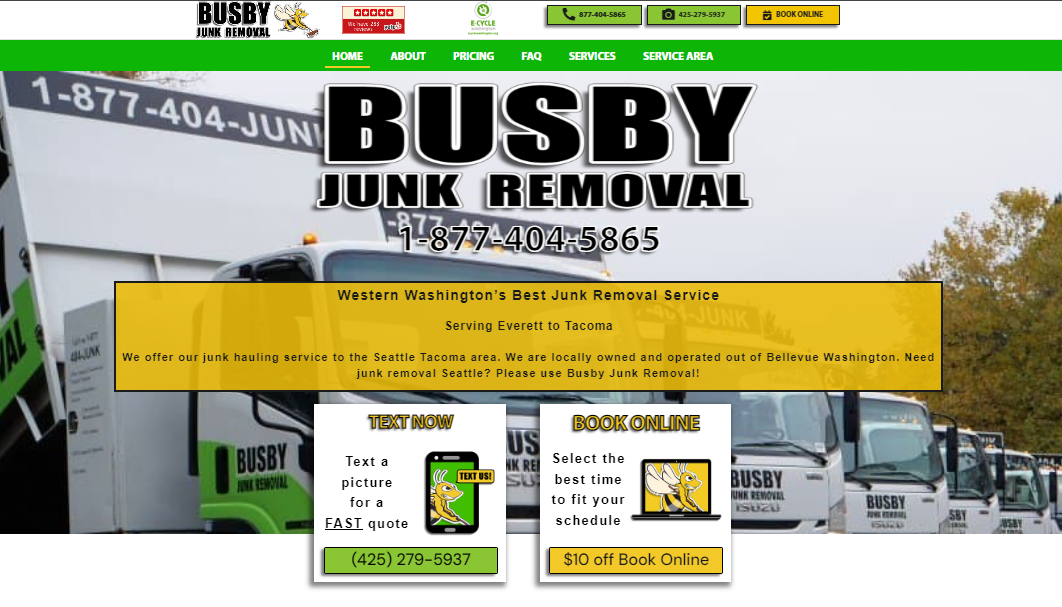 BUSBY
JUNK REMOVAL
We have 263
reviews
E-CYCLE
877-404-5865
425-279-5937
BOOK ONLINE
HOME
ABOUT
PRICING
FAQ
SERVICES
SERVICE AREA
1-877-404-JUNK
BUSBY
JUNK REMOVAL
1-877-404-5865
Western Washington's Best Junk Removal Service
Serving Everett to Tacoma
We offer our junk hauling service to the Seattle Tacoma area. We are locally owned and operated out of Bellevue Washington. Need
junk removal Seattle? Please use Busby Junk Removal!
TEXT NOW
Text a
picture
for a
FAST quote
TEXT US!
(425) 279-5937
BOOK ONLINE
Select the
best time
to fit your
schedule
$10 off Book Online
BUSBY
JUNK REMOVAL
BUSBY
JUNK REMOVAL
ISUZU
BUSBY
JUNK REMOVAL
ISUZU